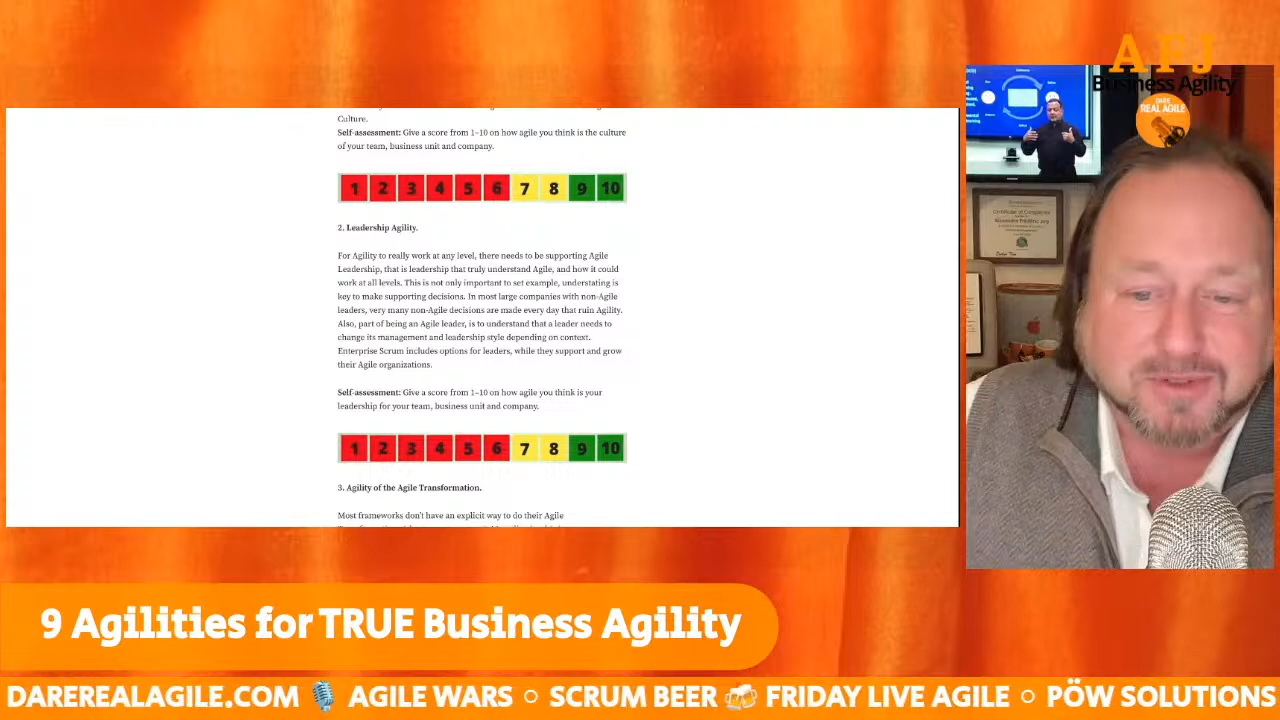 Culture.
Self-assessment: Give a score from 1–10 on how agile you think is the culture
of your team, business unit and company.
1 2 3 4 5 6 7 8 9 10
2. Leadership Agility.
For Agility to really work at any level, there needs to be supporting Agile
Leadership, that is leadership that truly understand Agile, and how it could
work at all levels. This is not only important to set example, understating is
key to make supporting decisions. In most large companies with non-Agile
leaders, very many non-Agile decisions are made every day that ruin Agility.
Also, part of being an Agile leader, is to understand that a leader needs to
change its management and leadership style depending on context.
Enterprise Scrum includes options for leaders, while they support and grow
their Agile organizations.
Self-assessment: Give a score from 1–10 on how agile you think is your
leadership for your team, business unit and company.
1 2 3 4 5 6 7 8 9 10
3. Agility of the Agile Transformation.
Most frameworks don't have an explicit way to do their Agile
AFJ
Business Agility
DARE
REAL AGILE
Certificate of Completion
9 Agilities for TRUE Business Agility
DAREREALAGILE.COM AGILE WARS ○ SCRUM BEER FRIDAY LIVE AGILE ○ PÖW SOLUTIONS